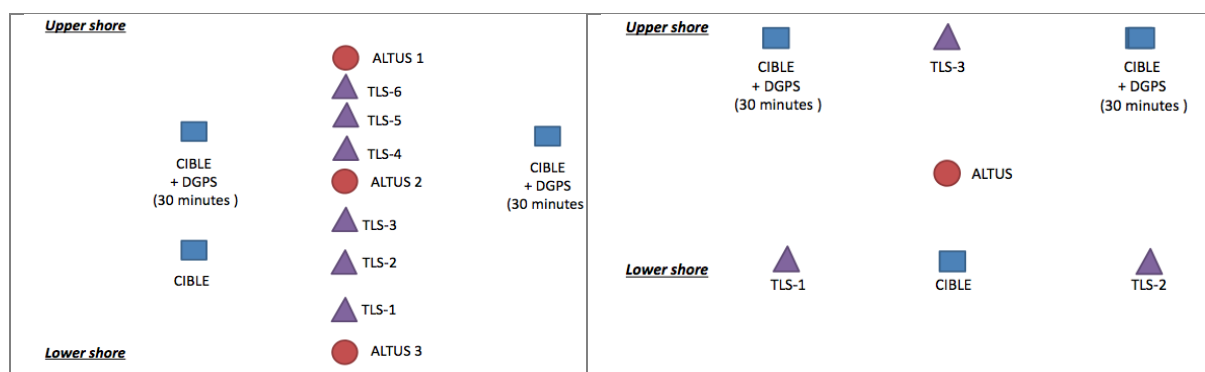 Upper shore
ALTUS 1
TLS-6
TLS-5
TLS-4
CIBLE
+ DGPS
(30 minutes )
ALTUS 2
CIBLE
+ DGPS
(30 minutes
TLS-3
TLS-2
CIBLE
TLS-1
Lower shore
ALTUS 3
Upper shore
CIBLE
+ DGPS
(30 minutes )
TLS-3
CIBLE
+ DGPS
(30 minutes )
ALTUS
Lower shore
TLS-1
CIBLE
TLS-2